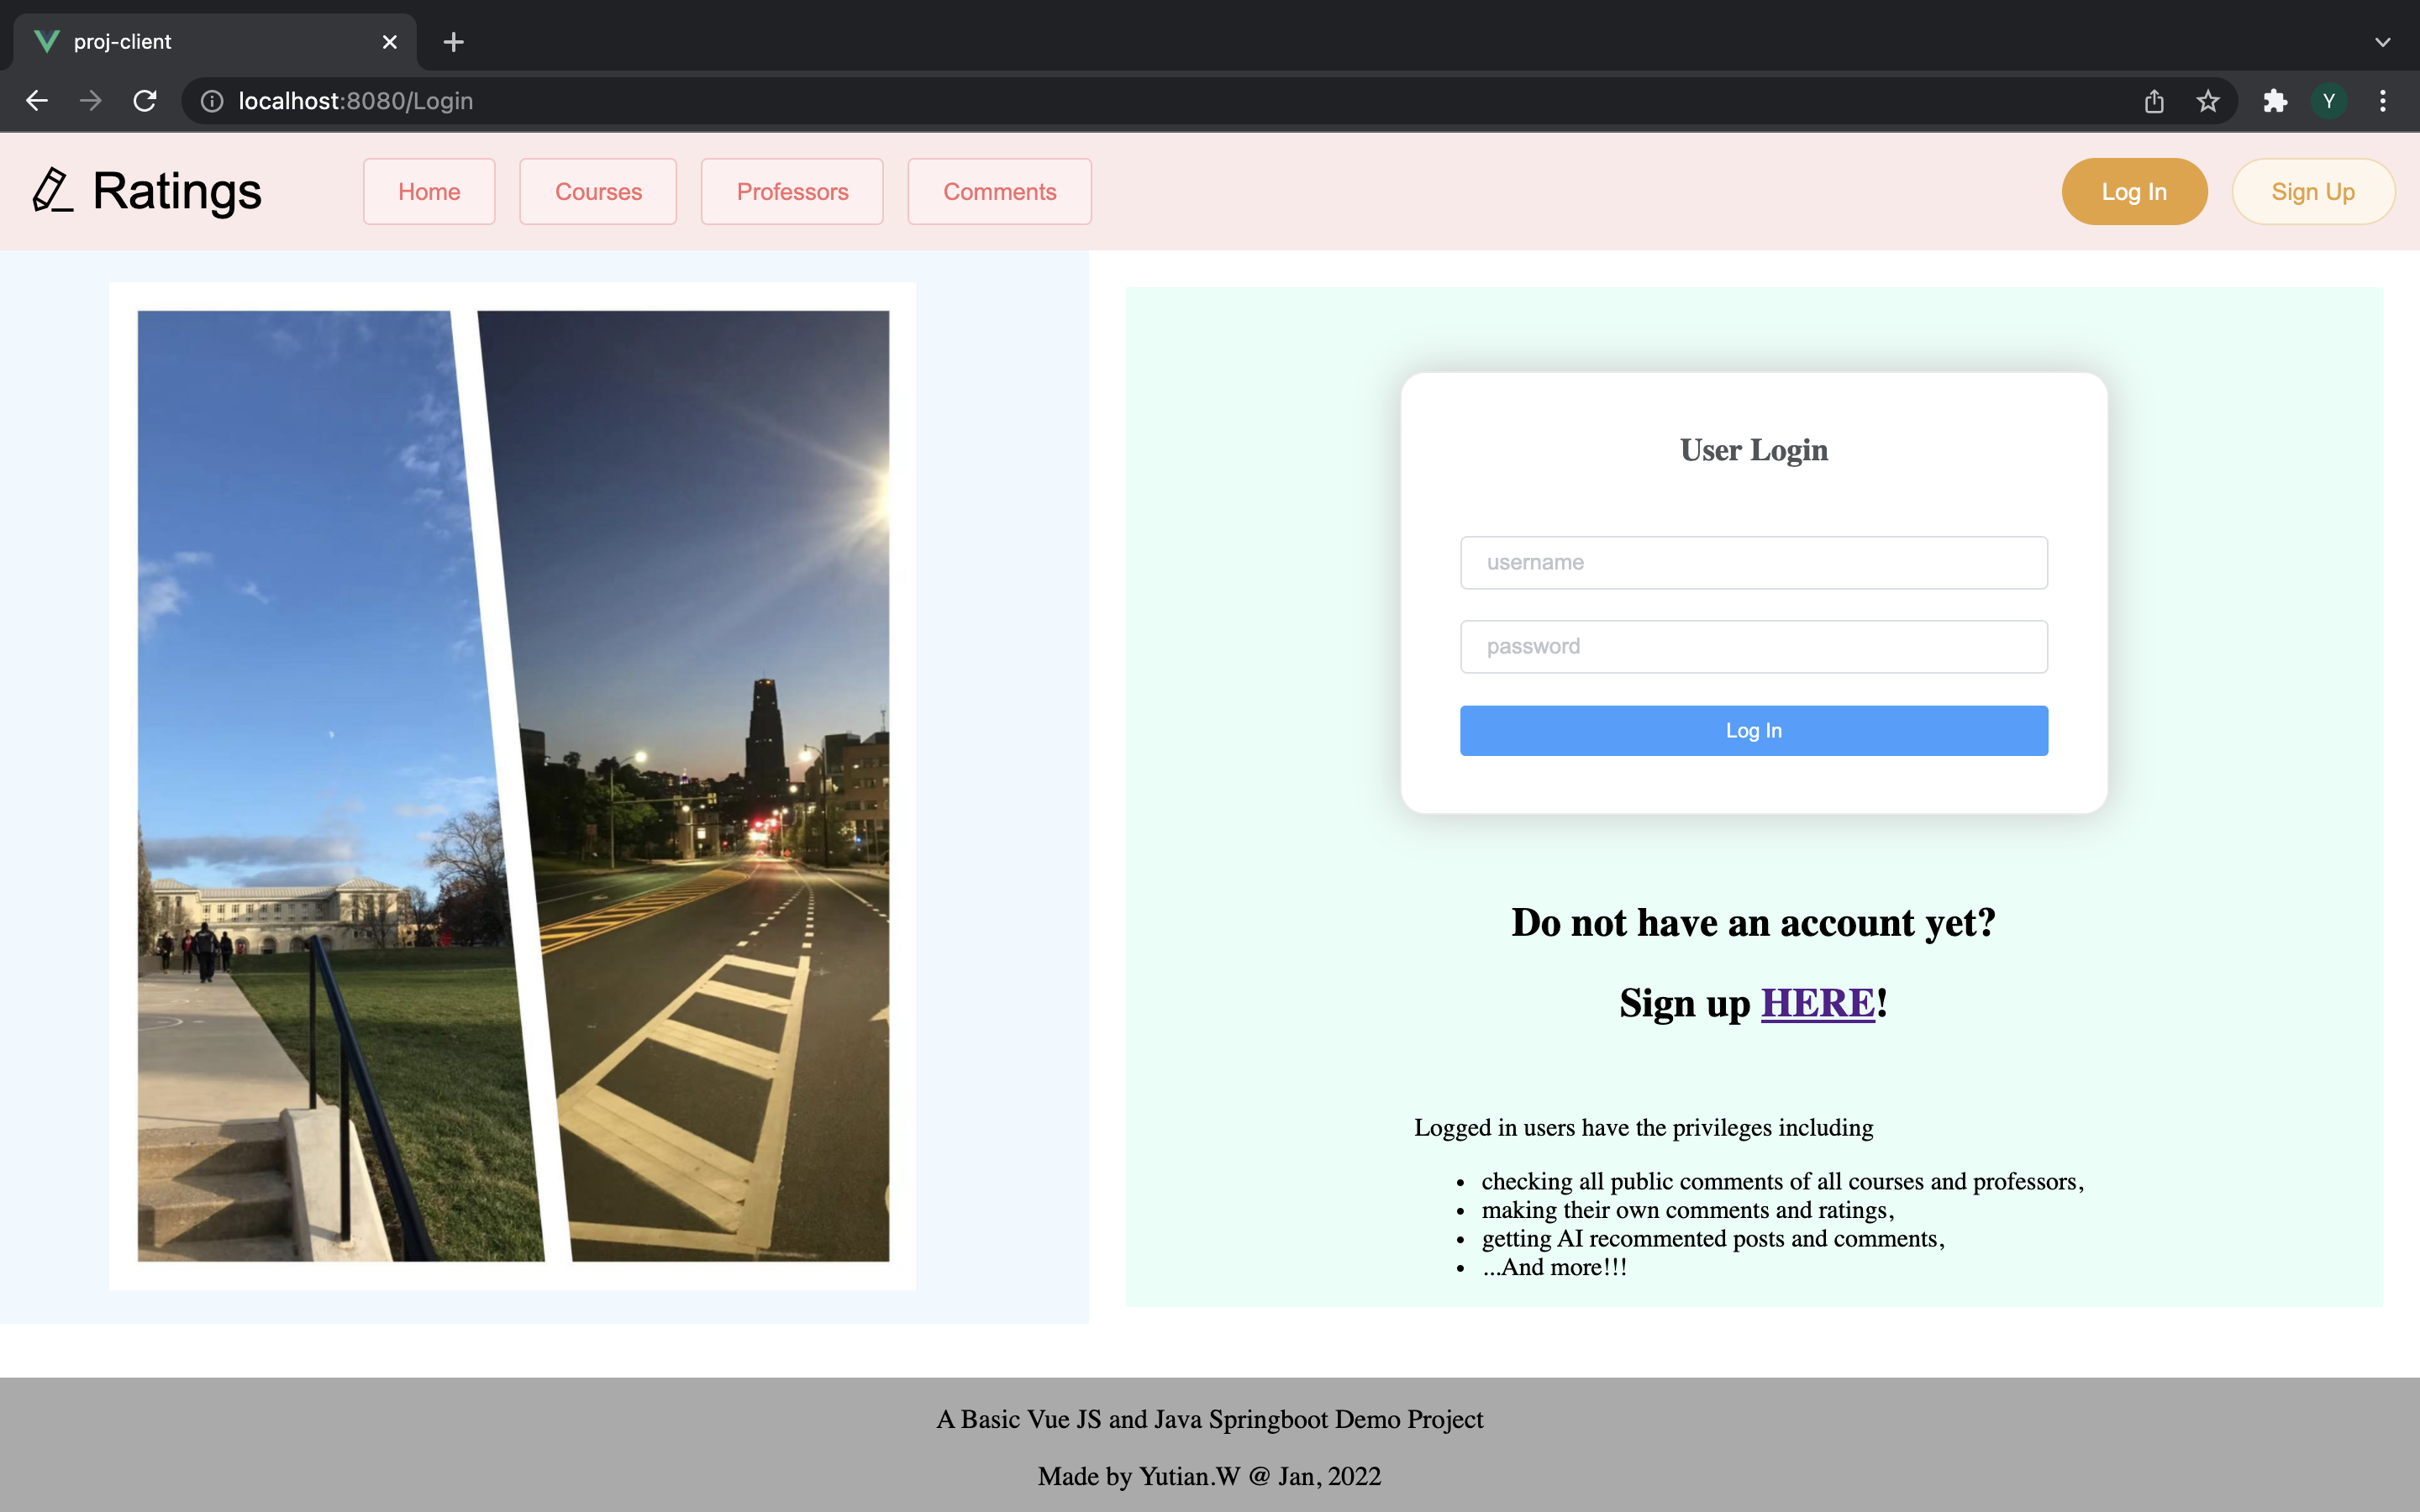 proj-client
localhost:8080/Login
Y
Ratings
Home
Courses
Professors
Comments
Log In
Sign Up
User Login
username
password
Log In
Do not have an account yet?
Sign up HERE!
Logged in users have the privileges including
• checking all public comments of all courses and professors,
• making their own comments and ratings,
• getting AI recommented posts and comments,
• ...And more!!!
A Basic Vue JS and Java Springboot Demo Project
Made by Yutian.W @ Jan, 2022